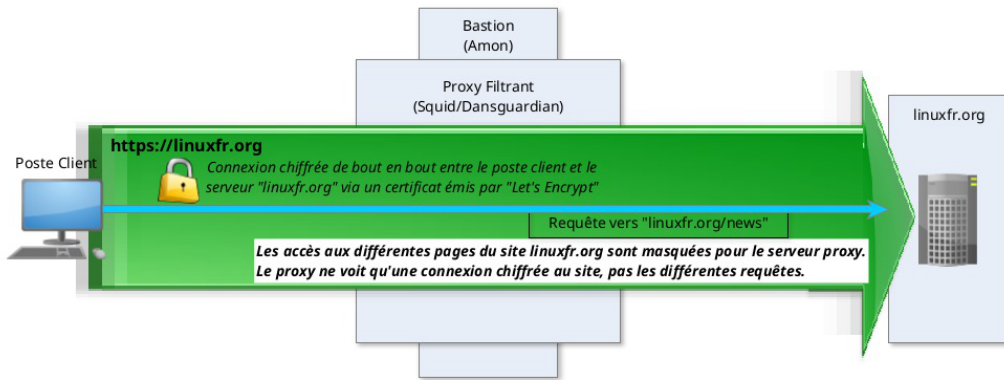 Bastion
(Amon)
Proxy Filtrant
(Squid/Dansguardian)
linuxfr.org
https://linuxfr.org
Poste Client
Connexion chiffrée de bout en bout entre le poste client et le
serveur "linuxfr.org" via un certificat émis par "Let's Encrypt"
Requête vers "linuxfr.org/news"
Les accès aux différentes pages du site linuxfr.org sont masquées pour le serveur proxy.
Le proxy ne voit qu'une connexion chiffrée au site, pas les différentes requêtes.